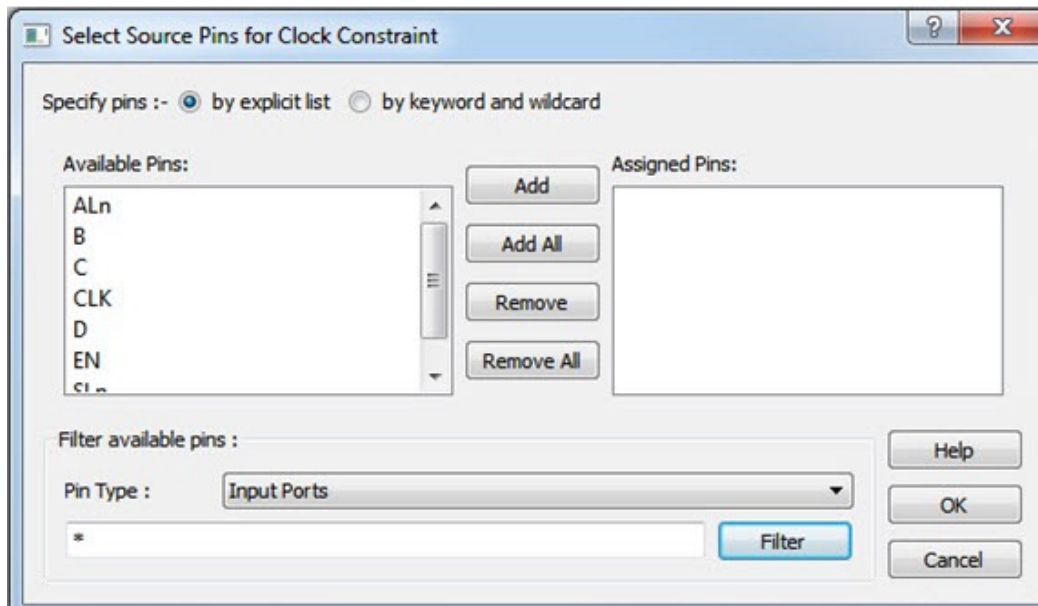 Select Source Pins for Clock Constraint
Specify pins :- by explicit list by keyword and wildcard
Available Pins:
ALn
B
C
CLK
D
EN
SLn
Add
Add All
Remove
Remove All
Assigned Pins:
Filter available pins :
Pin Type :
Input Ports
*
Filter
Help
OK
Cancel